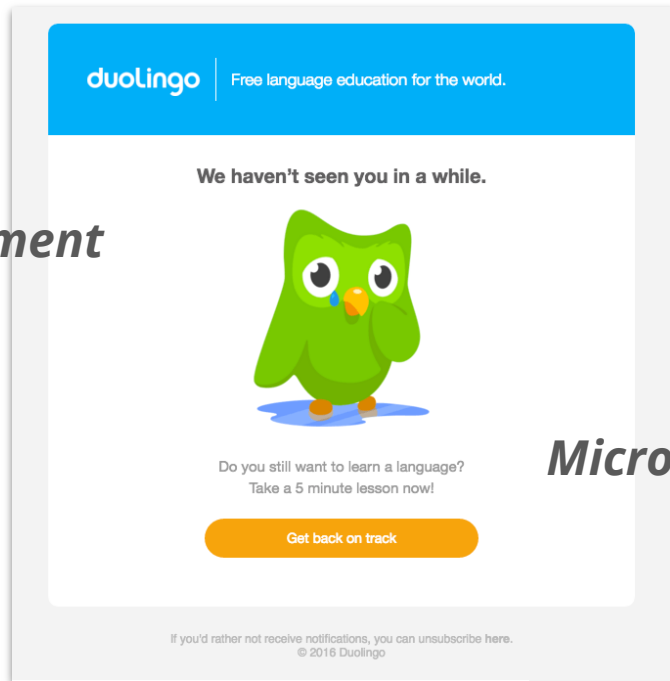 duolingo
Free language education for the world.
We haven't seen you in a while.
ment
Do you still want to learn a language?
Micro
Take a 5 minute lesson now!
Get back on track
If you'd rather not receive notifications, you can unsubscribe here.
© 2016 Duolingo